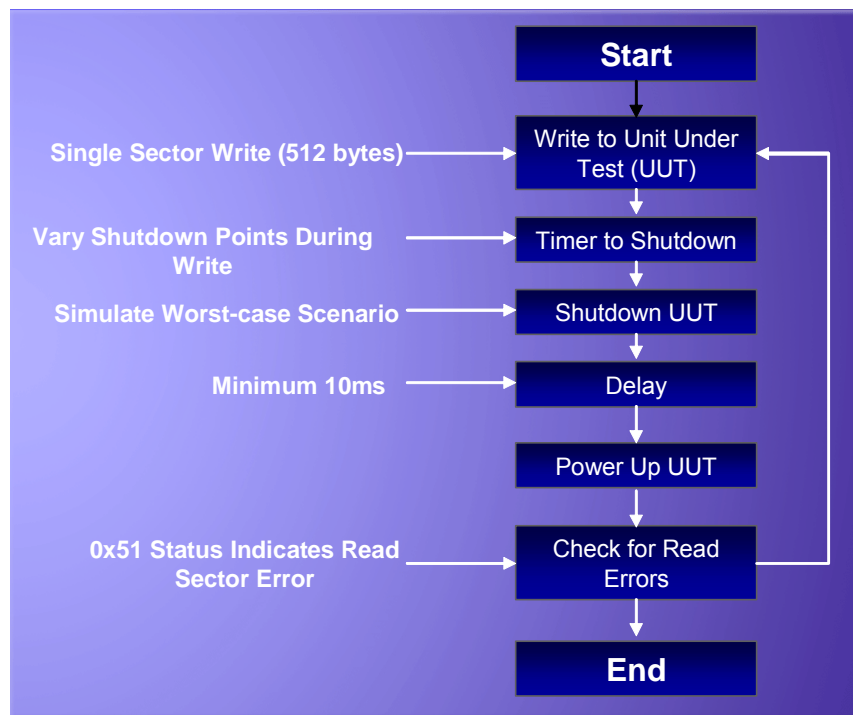 Start
Single Sector Write (512 bytes)
Write to Unit Under
Test (UUT)
Vary Shutdown Points During
Write
Timer to Shutdown
Simulate Worst-case Scenario
Shutdown UUT
Minimum 10ms
Delay
Power Up UUT
0x51 Status Indicates Read
Sector Error
Check for Read
Errors
End